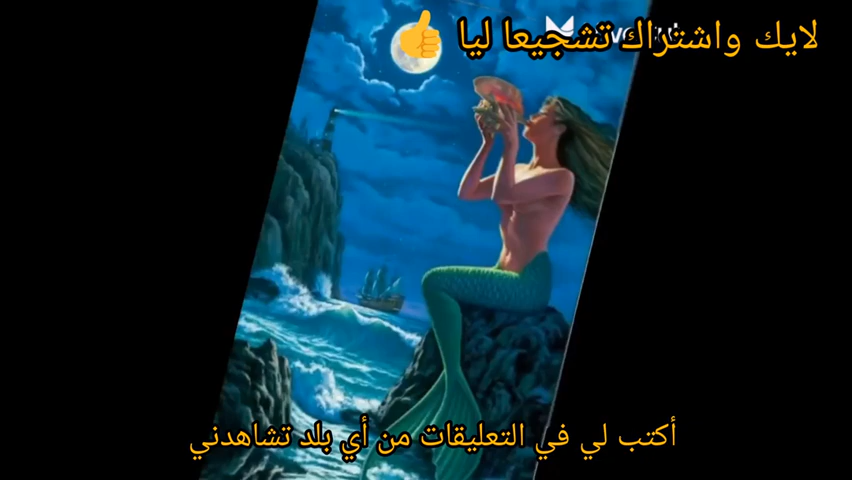 لايك واشتراك تشجيعا ليا 👍
أكتب لي في التعليقات من أي بلد تشاهدني